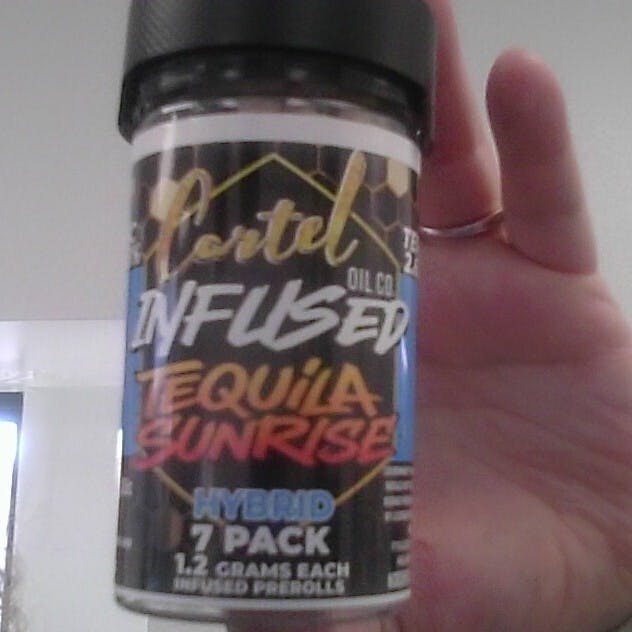 Cartel
OIL CO.
INFUSED
TEQUILA
SUNRISE
HYBRID
7 PACK
1.2 GRAMS EACH
INFUSED PREROLLS